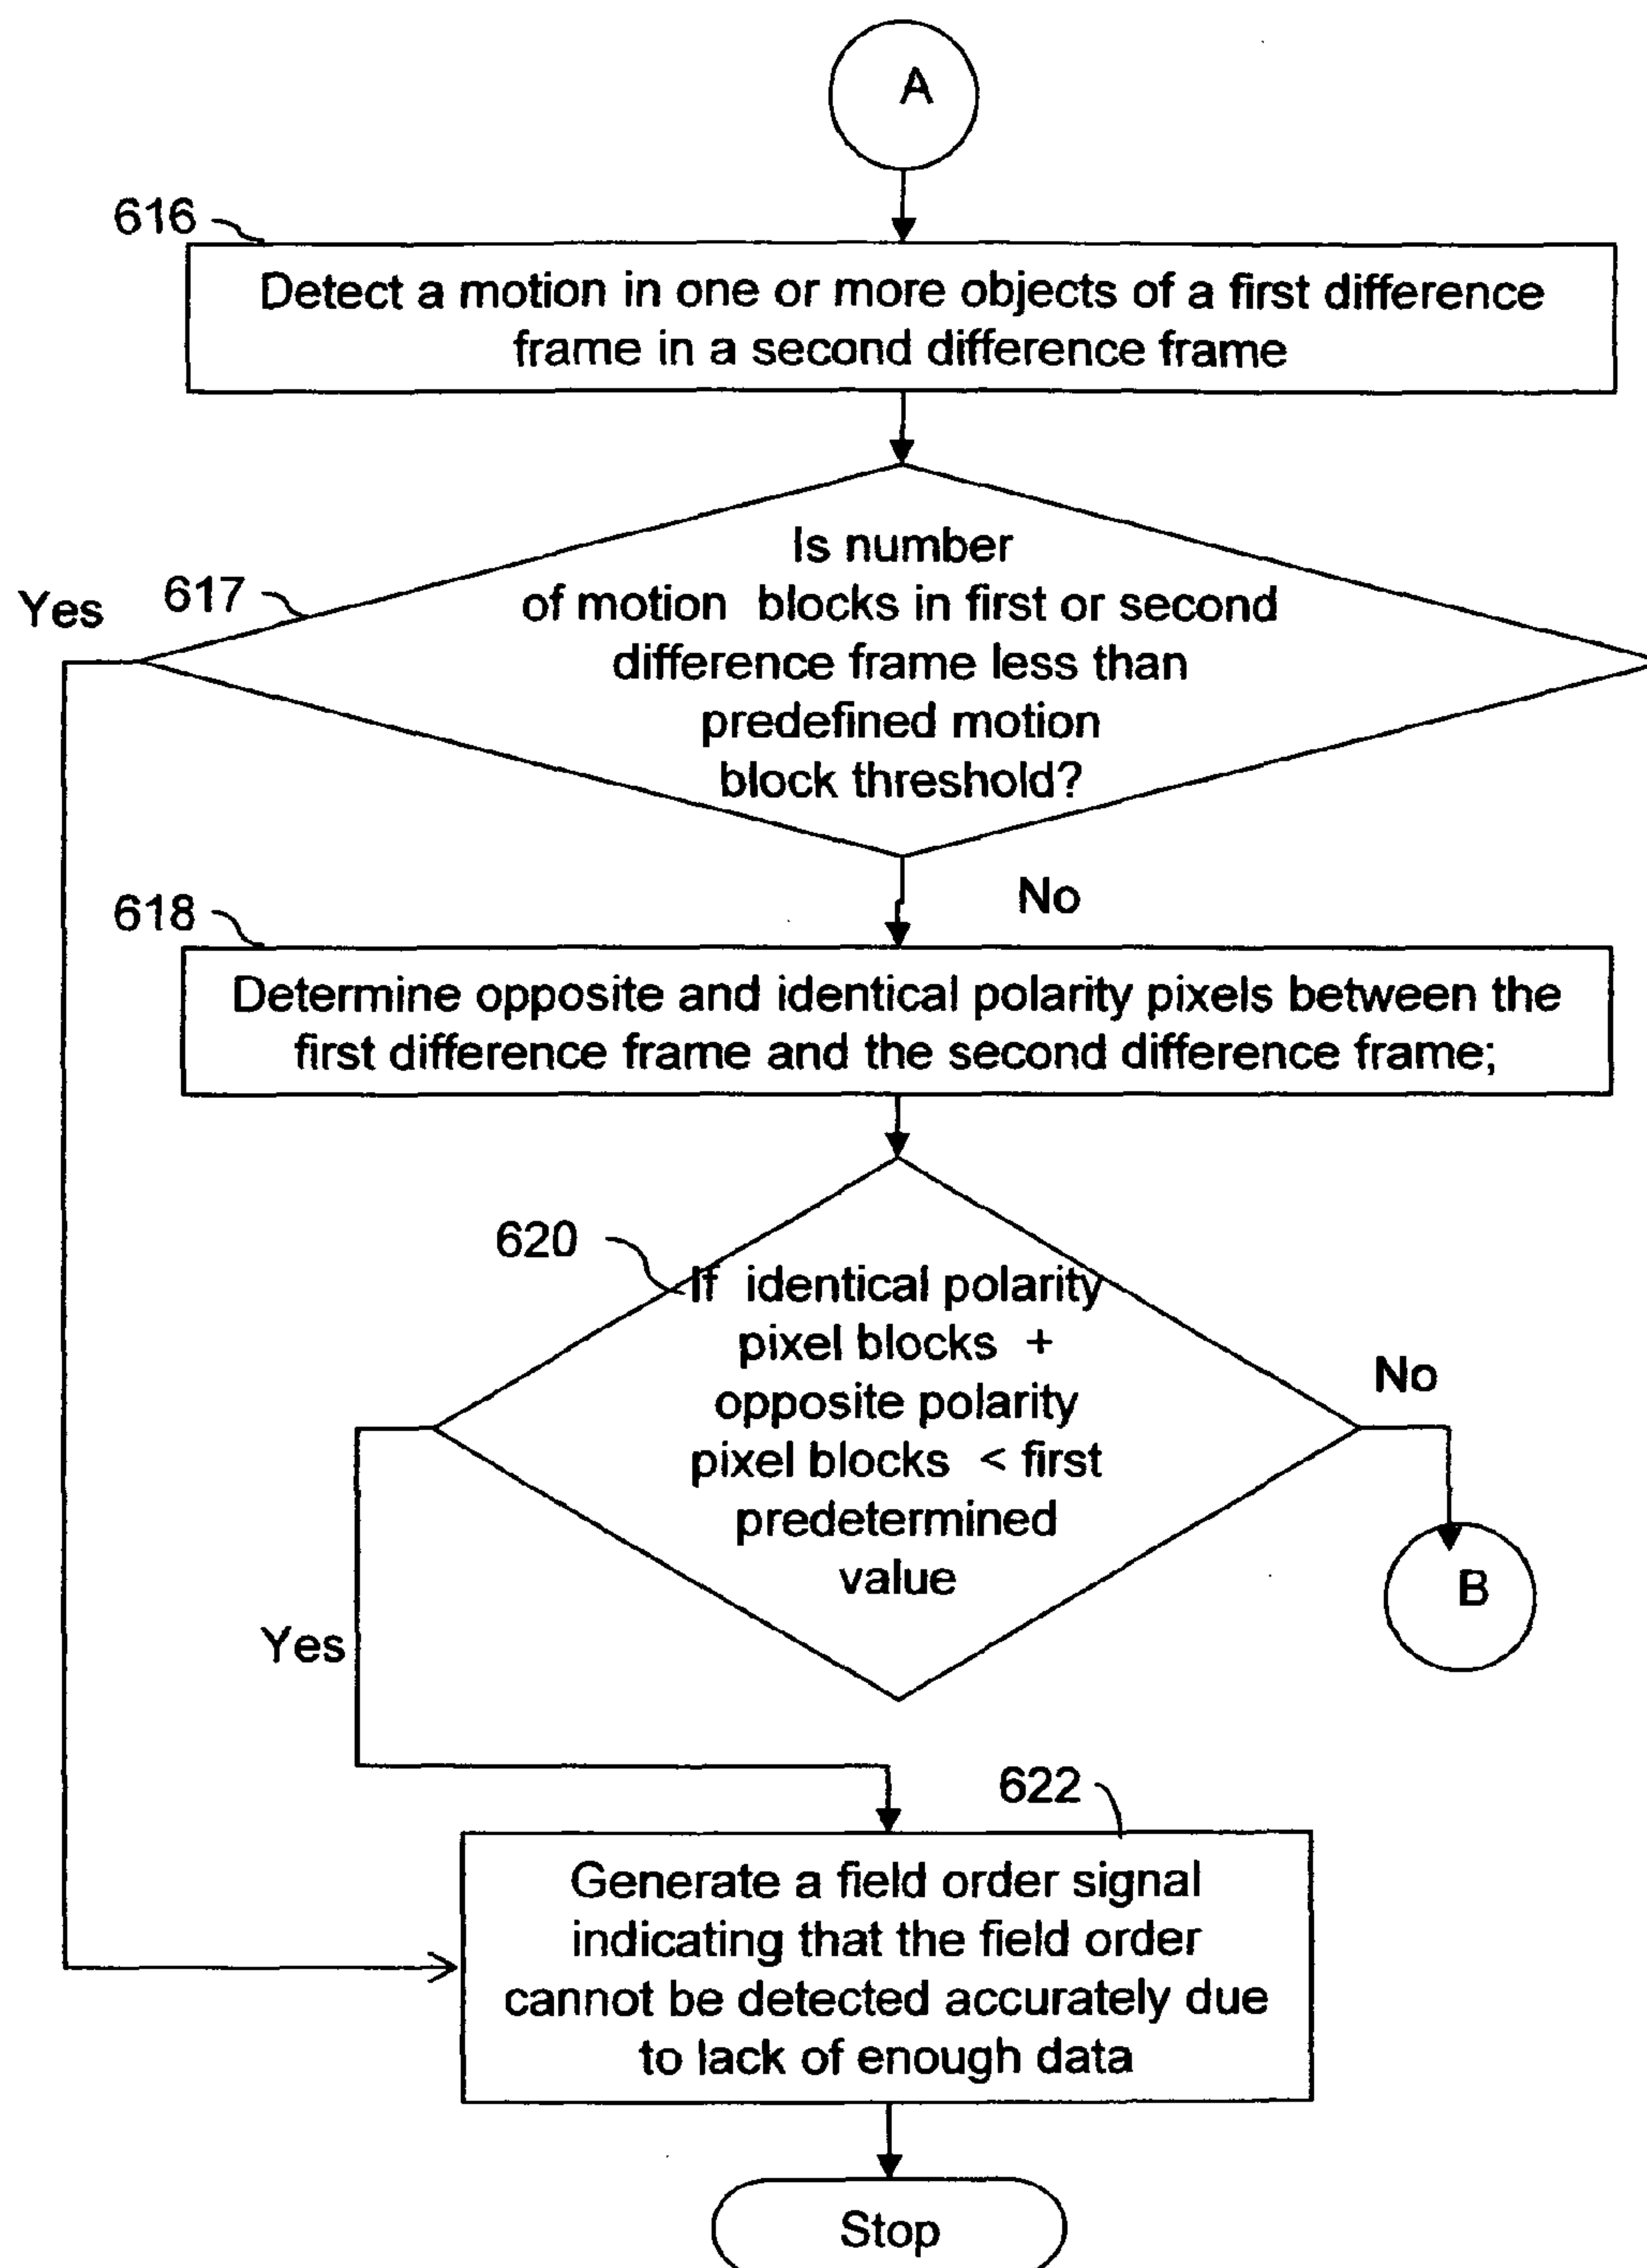 A
616
Detect a motion in one or more objects of a first difference
frame in a second difference frame
Yes
617
Is number
of motion blocks in first or second
difference frame less than
predefined motion
block threshold?
No
618
Determine opposite and identical polarity pixels between the
first difference frame and the second difference frame;
620
If identical polarity
pixel blocks +
opposite polarity
pixel blocks < first
predetermined
value
No
B
Yes
622
Generate a field order signal
indicating that the field order
cannot be detected accurately due
to lack of enough data
Stop